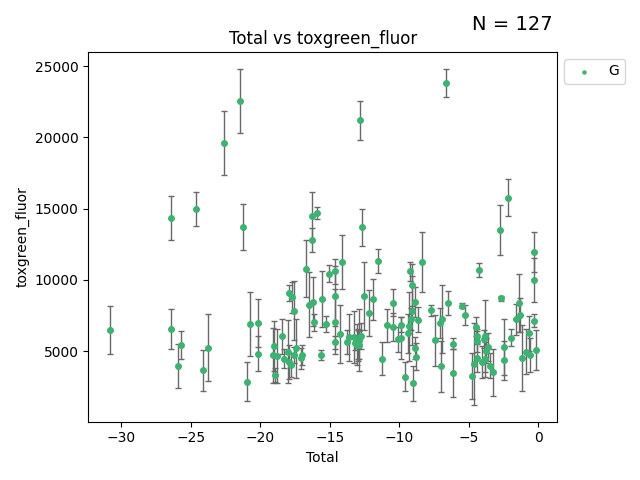 N = 127
Total vs toxgreen_fluor
G
25000
20000
15000
10000
5000
toxgreen_fluor
−30 −25 −20 −15 −10 −5 0
Total